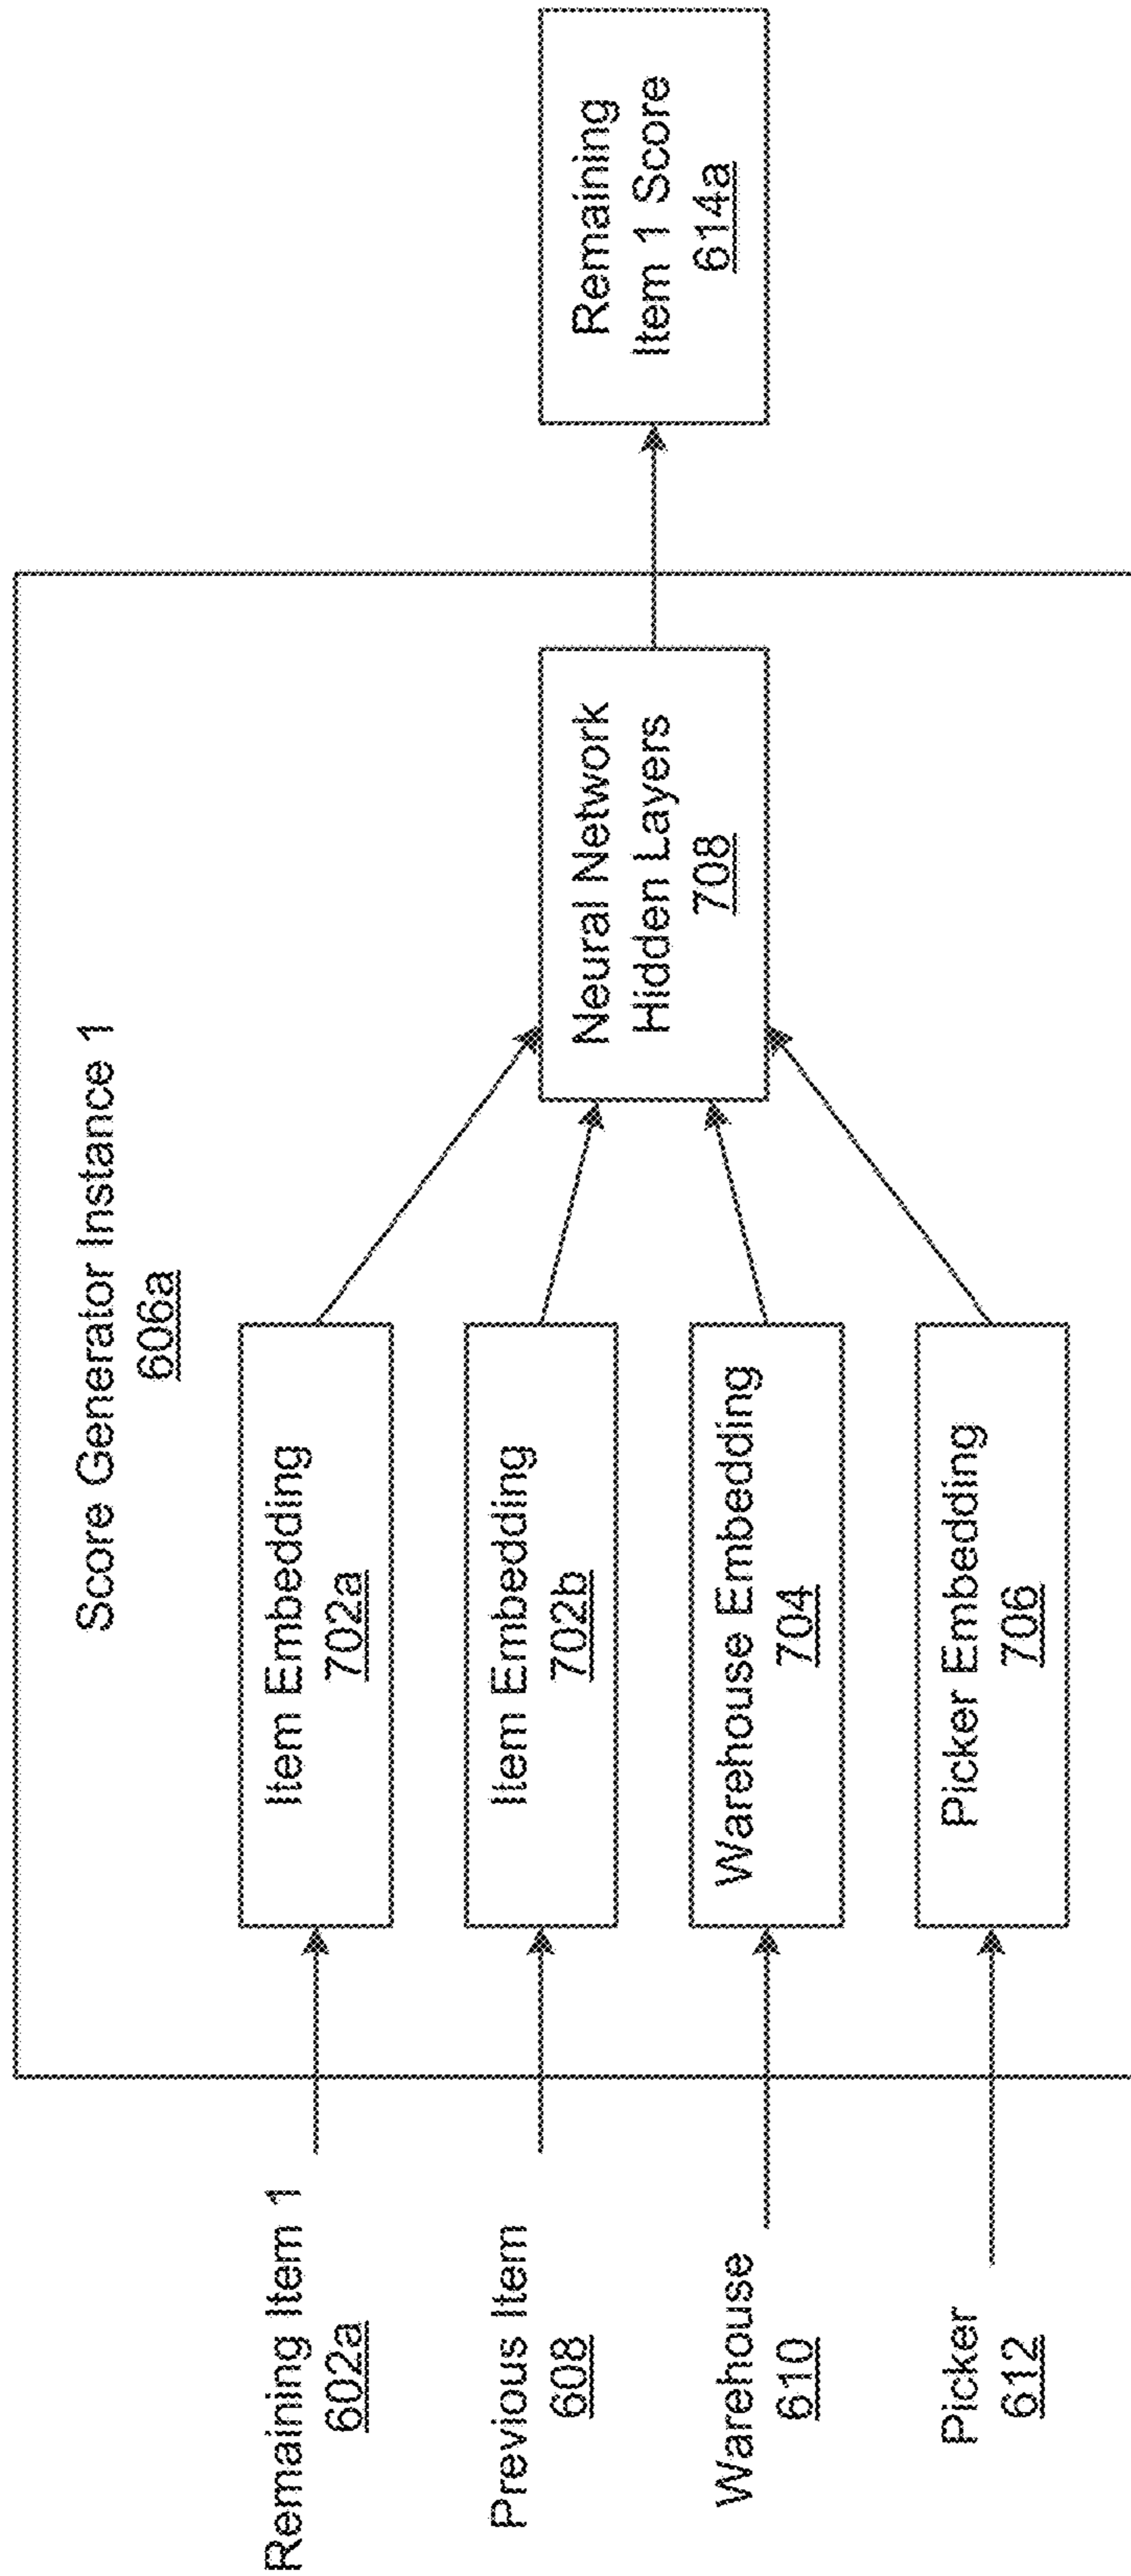 Score Generator Instance 1
606a
Remaining Item 1
602a
Item Embedding
702a
Previous Item
608
Item Embedding
702b
Warehouse
610
Warehouse Embedding
704
Picker
612
Picker Embedding
706
Neural Network
Hidden Layers
708
Remaining
Item 1 Score
614a